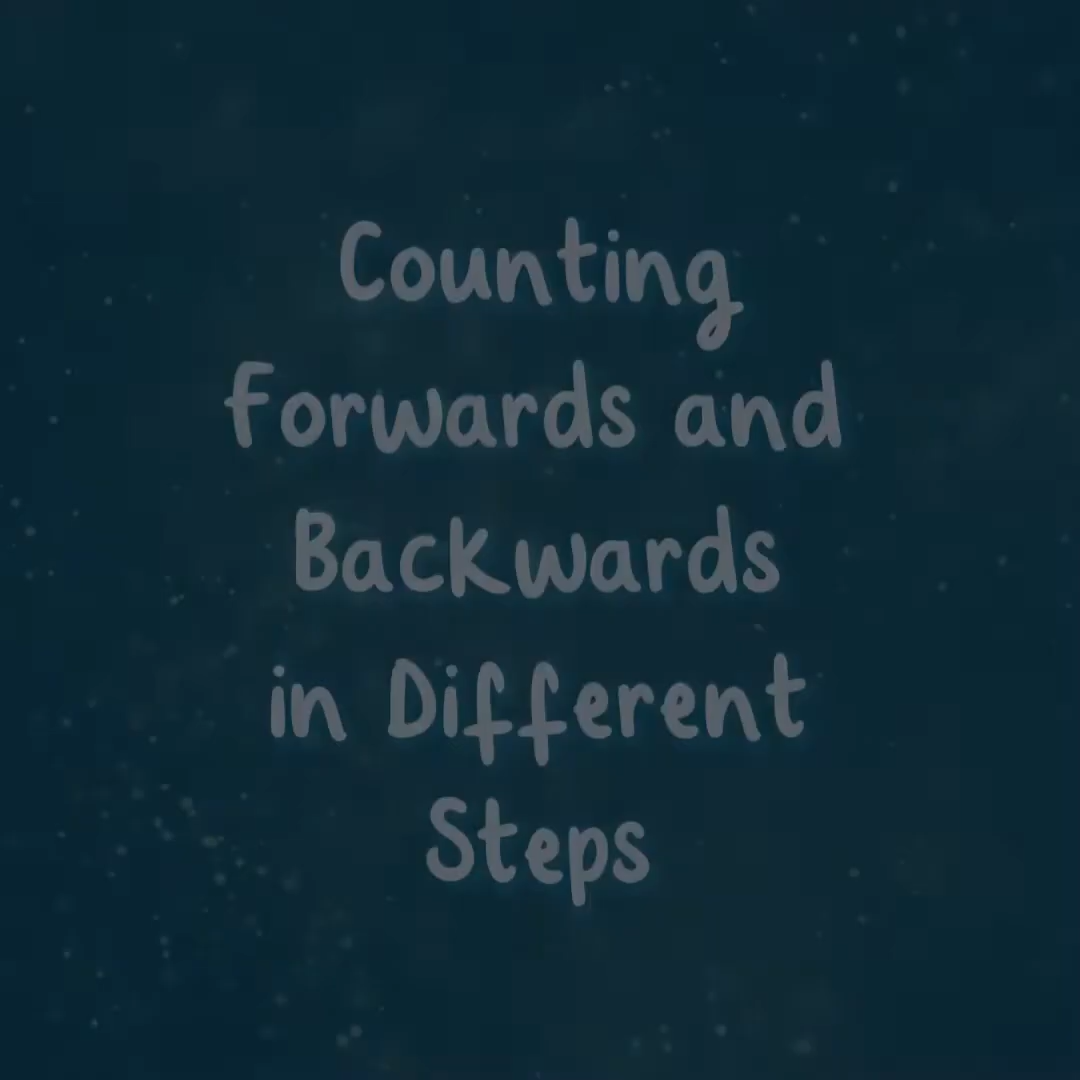 Counting
Forwards and
Backwards
in Different
Steps